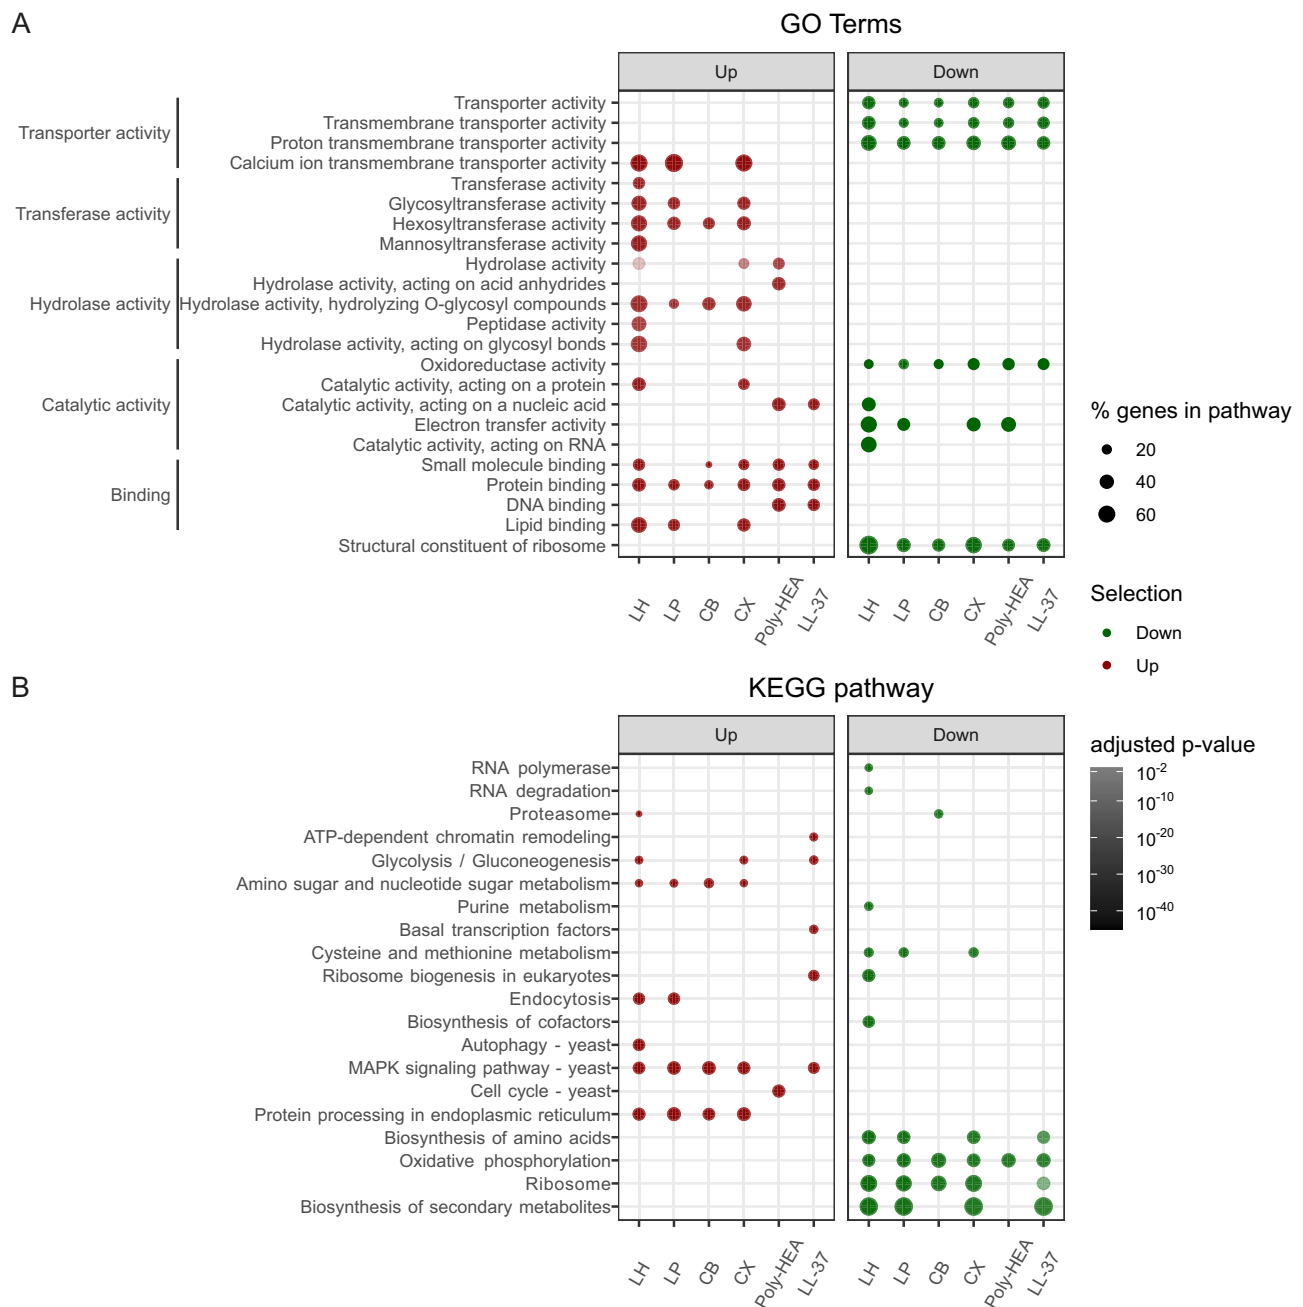 A
GO Terms
Up
Down
Transporter activity
Transmembrane transporter activity
Transporter activity
Proton transmembrane transporter activity
Calcium ion transmembrane transporter activity
Transferase activity
Glycosyltransferase activity
Transferase activity
Hexosyltransferase activity
Mannosyltransferase activity
Hydrolase activity
Hydrolase activity, acting on acid anhydrides
Hydrolase activity
Hydrolase activity, hydrolyzing O-glycosyl compounds
Peptidase activity
Hydrolase activity, acting on glycosyl bonds
Oxidoreductase activity
Catalytic activity, acting on a protein
Catalytic activity
Catalytic activity, acting on a nucleic acid
Electron transfer activity
Catalytic activity, acting on RNA
Small molecule binding
Protein binding
Binding
DNA binding
Lipid binding
Structural constituent of ribosome
LH
LP
CB
CX
Poly-HEA
LL-37
LH
LP
CB
CX
Poly-HEA
LL-37
% genes in pathway
20
40
60
Selection
Down
Up
adjusted p-value
10-2
10-10
10-20
10-30
10-40
B
KEGG pathway
Up
Down
RNA polymerase
RNA degradation
Proteasome
ATP-dependent chromatin remodeling
Glycolysis / Gluconeogenesis
Amino sugar and nucleotide sugar metabolism
Purine metabolism
Basal transcription factors
Cysteine and methionine metabolism
Ribosome biogenesis in eukaryotes
Endocytosis
Biosynthesis of cofactors
Autophagy - yeast
MAPK signaling pathway - yeast
Cell cycle - yeast
Protein processing in endoplasmic reticulum
Biosynthesis of amino acids
Oxidative phosphorylation
Ribosome
Biosynthesis of secondary metabolites
LH
LP
CB
CX
Poly-HEA
LL-37
LH
LP
CB
CX
Poly-HEA
LL-37